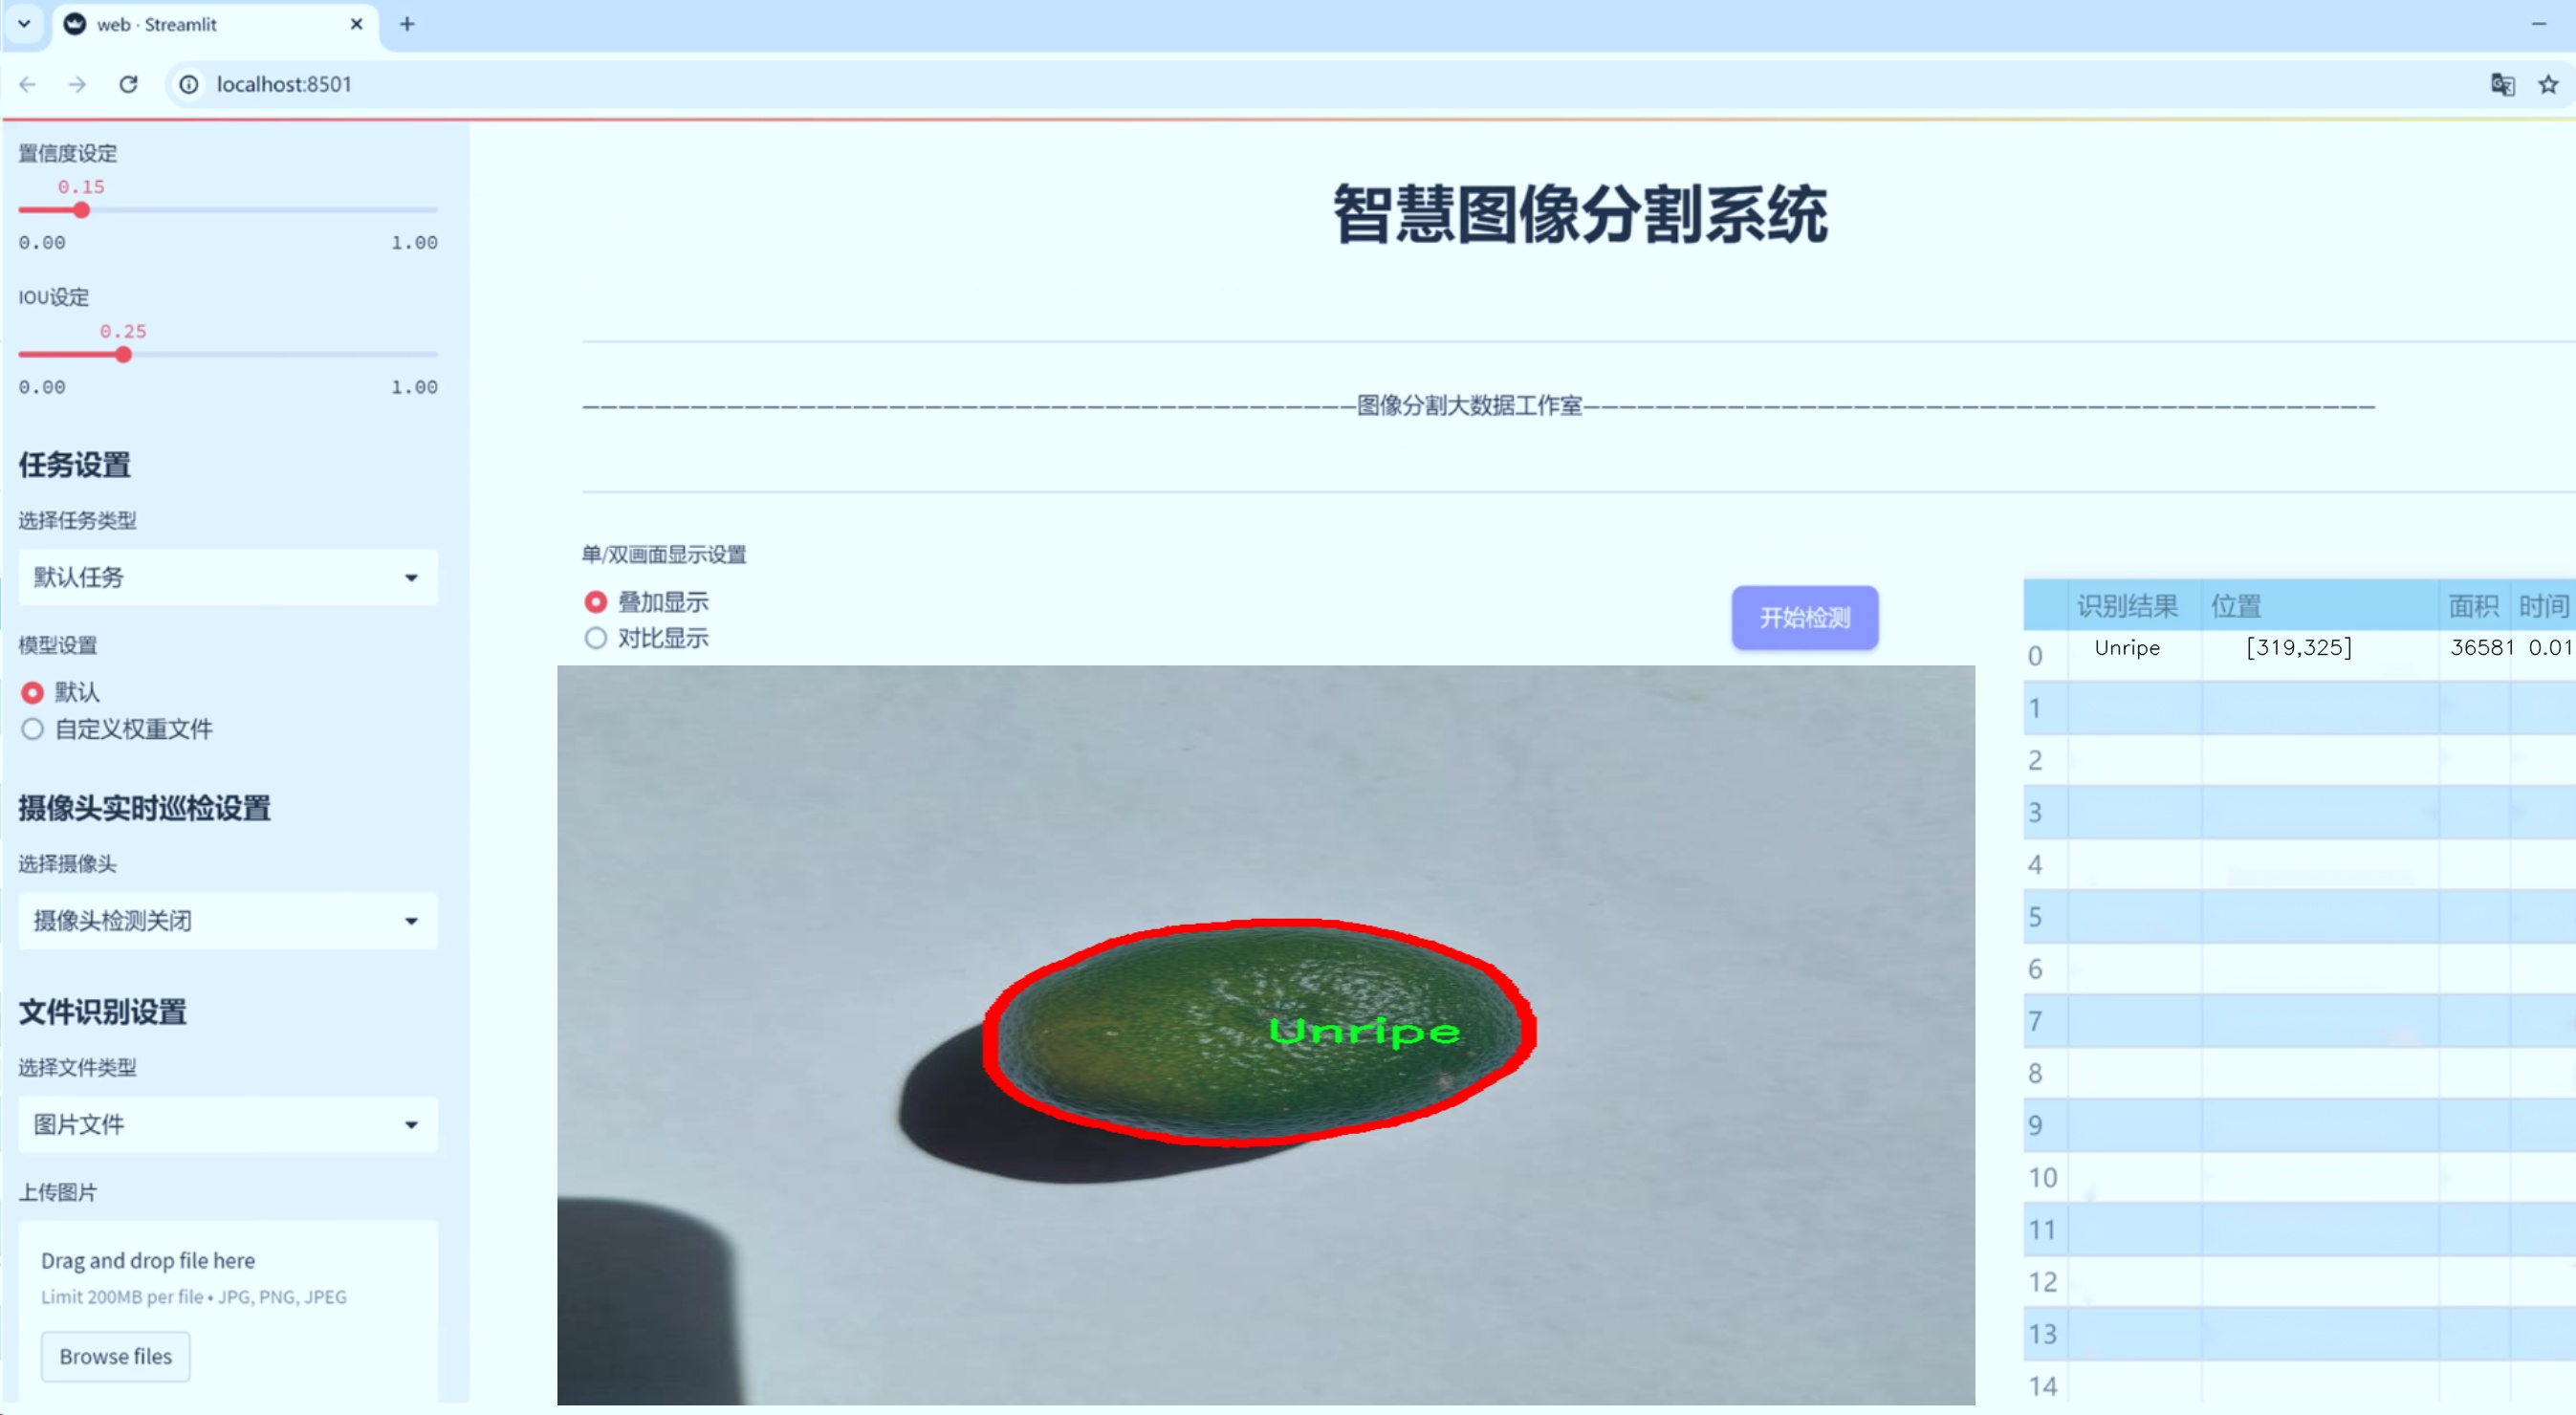 web · Streamlit
localhost:8501
置信度设定
0.15
0.00 1.00
IOU设定
0.25
0.00 1.00
任务设置
选择任务类型
默认任务
模型设置
默认
自定义权重文件
摄像头实时巡检设置
选择摄像头
摄像头检测关闭
文件识别设置
选择文件类型
图片文件
上传图片
Drag and drop file here
Limit 200MB per file • JPG, PNG, JPEG
Browse files
智慧图像分割系统
———————————————————————————————————————————图像分割大数据工作室————————————————————————————————————————————
单/双画面显示设置
叠加显示
对比显示
开始检测
Unripe
识别结果 位置 面积 时间
0 Unripe [319,325] 36581 0.01
1
2
3
4
5
6
7
8
9
10
11
12
13
14